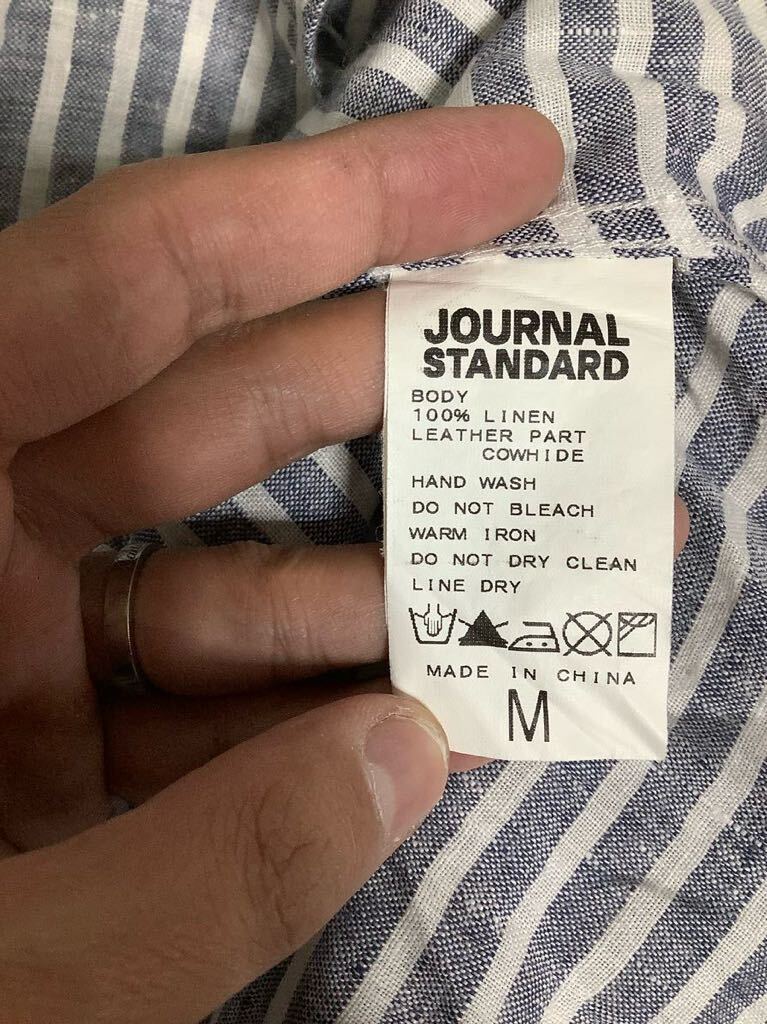 JOURNAL
STANDARD
BODY
100% LINEN
LEATHER PART
COWHIDE
HAND WASH
DO NOT BLEACH
WARM IRON
DO NOT DRY CLEAN
LINE DRY
MADE IN CHINA
M